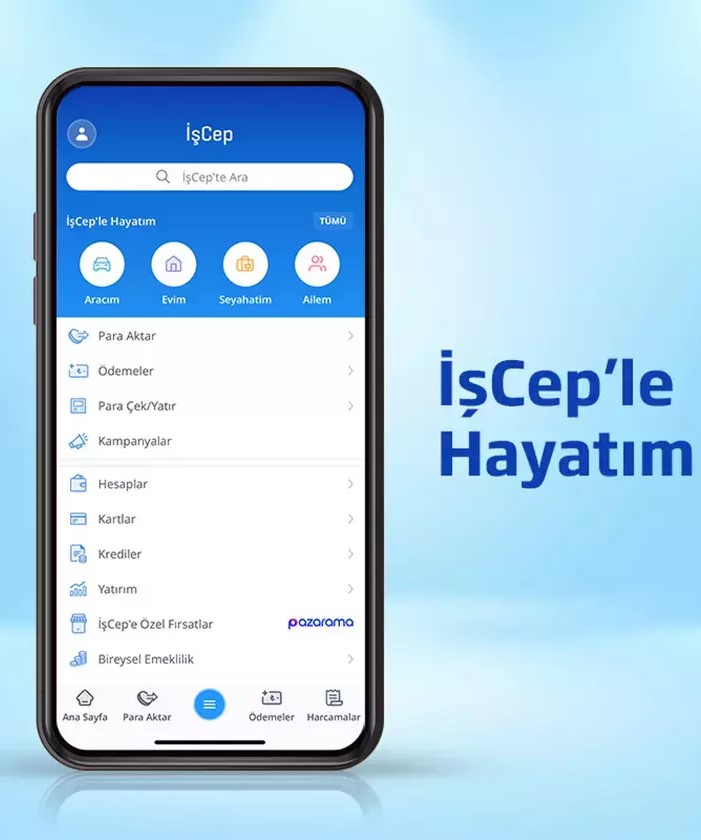 İşCep
İşCep'te Ara
İşCep'le Hayatım TÜMÜ
Aracım Evim Seyahatim Ailem
Para Aktar
Ödemeler
Para Çek/Yatır
Kampanyalar
Hesaplar
Kartlar
Krediler
Yatırım
İşCep'e Özel Fırsatlar pazarama
Bireysel Emeklilik
Ana Sayfa Para Aktar Ödemeler Harcamalar
İşCep'le
Hayatım